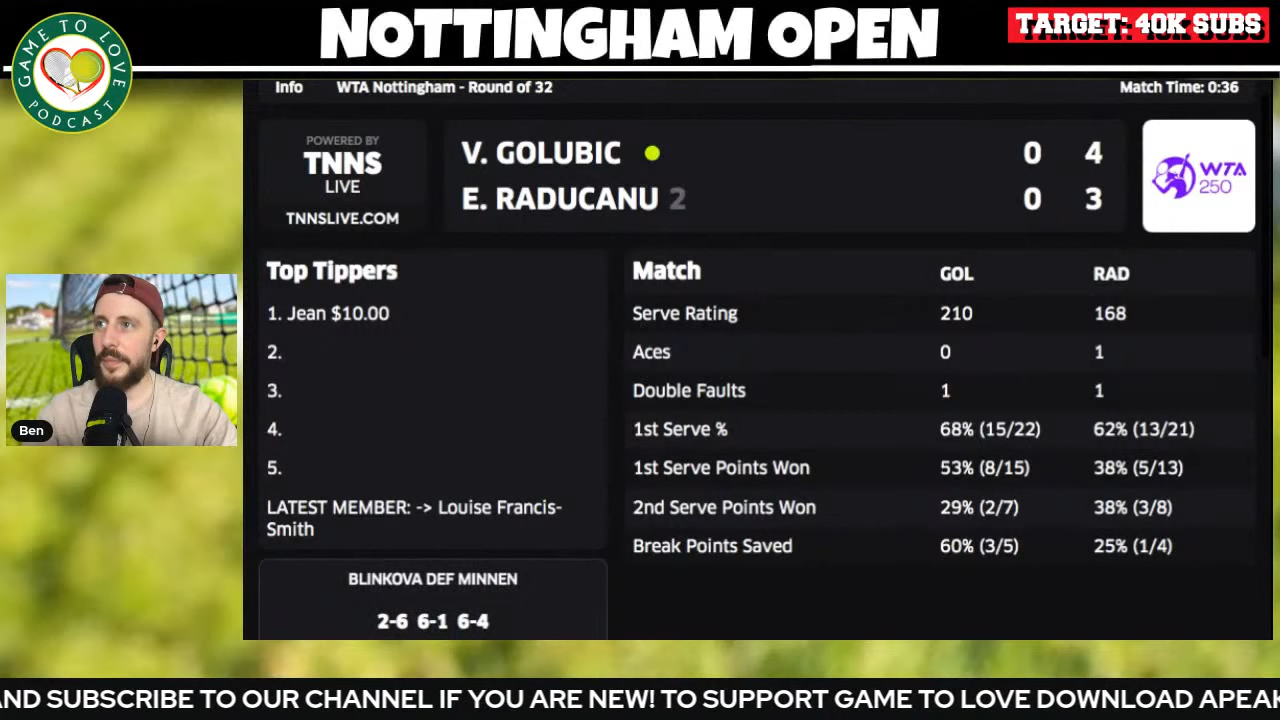 NOTTINGHAM OPEN
TARGET: 40K SUBS
GAME TO LOVE
PODCAST
Info WTA Nottingham - Round of 32 Match Time: 0:36
POWERED BY
TNNS
LIVE
TNNSLIVE.COM
V. GOLUBIC 0 4
E. RADUCANU 2 0 3
WTA
250
Top Tippers
1. Jean $10.00
2.
3.
4.
5.
LATEST MEMBER: -> Louise Francis-
Smith
BLINKOVA DEF MINNEN
2-6 6-1 6-4
Match GOL RAD
Serve Rating 210 168
Aces 0 1
Double Faults 1 1
1st Serve % 68% (15/22) 62% (13/21)
1st Serve Points Won 53% (8/15) 38% (5/13)
2nd Serve Points Won 29% (2/7) 38% (3/8)
Break Points Saved 60% (3/5) 25% (1/4)
Ben
AND SUBSCRIBE TO OUR CHANNEL IF YOU ARE NEW! TO SUPPORT GAME TO LOVE DOWNLOAD APEA